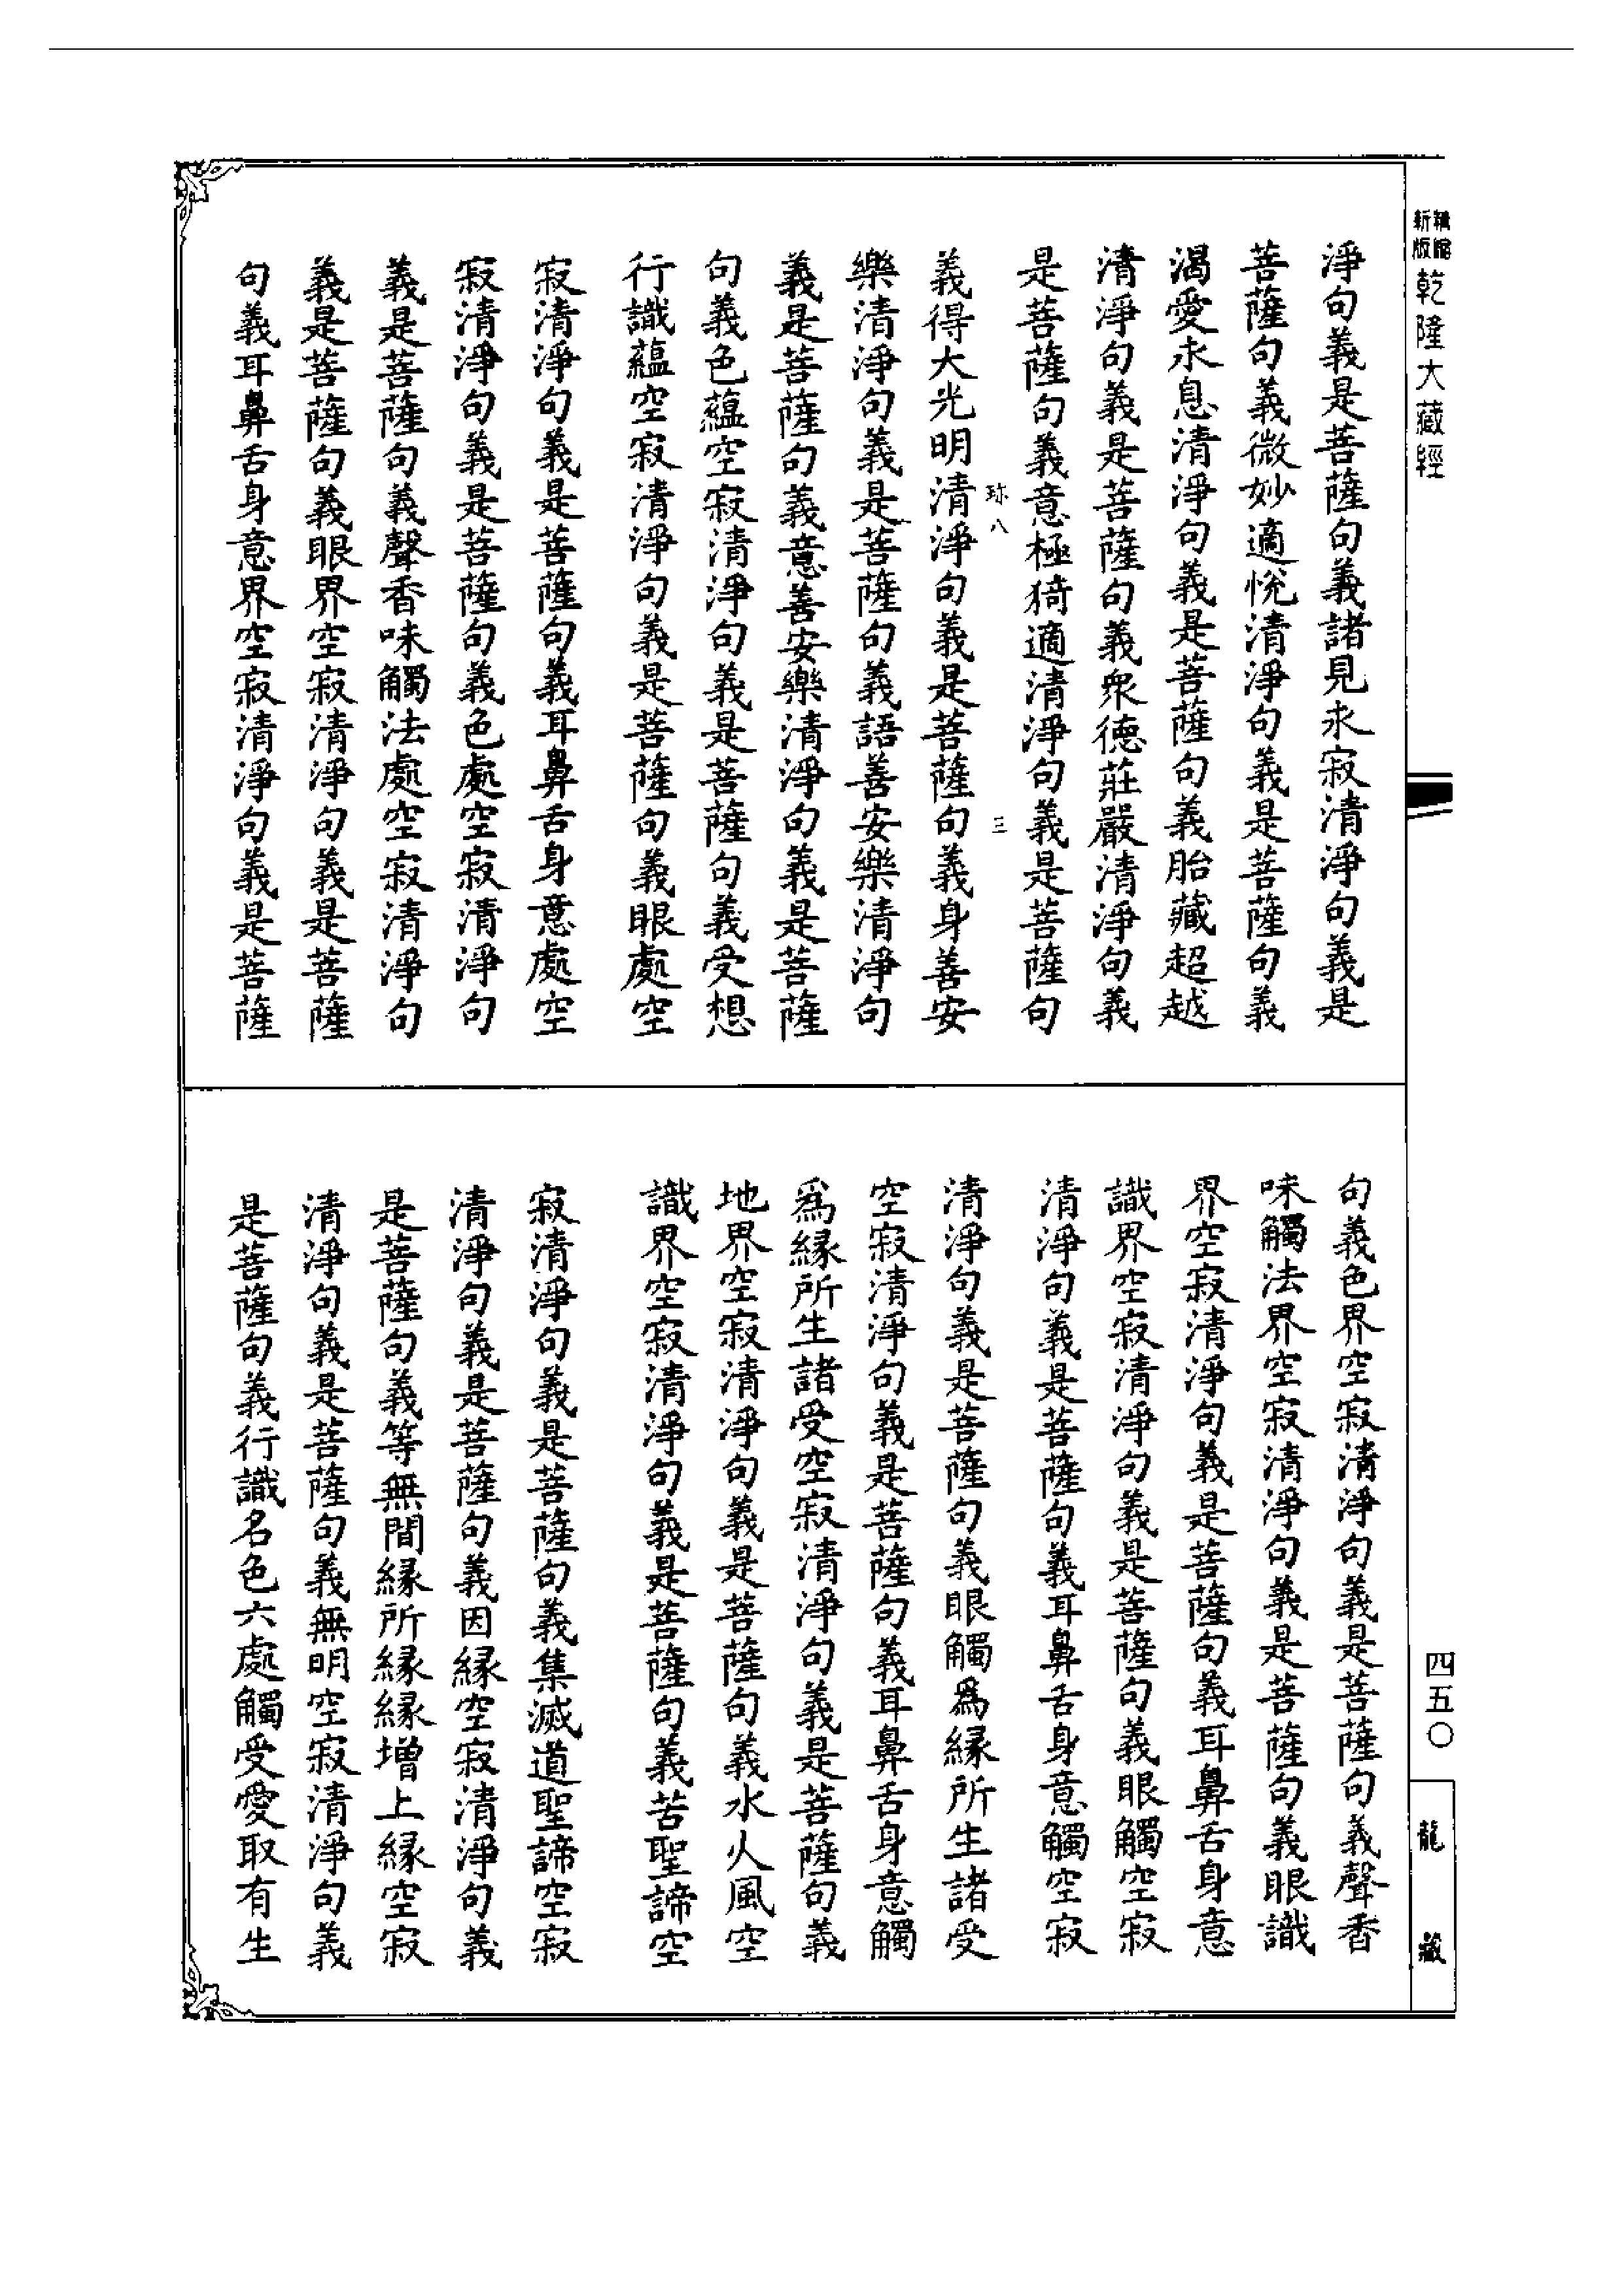 新編縮版乾隆大藏經
淨句義是菩薩句義諸見永寂清淨句義是
菩薩句義微妙適悅清淨句義是菩薩句義
渴愛永息清淨句義是菩薩句義胎藏超越
清淨句義是菩薩句義衆德莊嚴清淨句義
是菩薩句義意極猗適清淨句義是菩薩句
珎八 三
義得大光明清淨句義是菩薩句義身善安
樂清淨句義是菩薩句義語善安樂清淨句
義是菩薩句義意善安樂清淨句義是菩薩
句義色蘊空寂清淨句義是菩薩句義受想
行識蘊空寂清淨句義是菩薩句義眼處空
寂清淨句義是菩薩句義耳鼻舌身意處空
寂清淨句義是菩薩句義色處空寂清淨句
義是菩薩句義聲香味觸法處空寂清淨句
義是菩薩句義眼界空寂清淨句義是菩薩
句義耳鼻舌身意界空寂清淨句義是菩薩
句義色界空寂清淨句義是菩薩句義聲香
味觸法界空寂清淨句義是菩薩句義眼識
界空寂清淨句義是菩薩句義耳鼻舌身意
識界空寂清淨句義是菩薩句義眼觸空寂
清淨句義是菩薩句義耳鼻舌身意觸空寂
清淨句義是菩薩句義眼觸爲緣所生諸受
空寂清淨句義是菩薩句義耳鼻舌身意觸
爲緣所生諸受空寂清淨句義是菩薩句義
地界空寂清淨句義是菩薩句義水火風空
識界空寂清淨句義是菩薩句義苦聖諦空
寂清淨句義是菩薩句義集滅道聖諦空寂
清淨句義是菩薩句義因緣空寂清淨句義
是菩薩句義等無間緣所緣緣增上緣空寂
清淨句義是菩薩句義無明空寂清淨句義
是菩薩句義行識名色六處觸受愛取有生
四五〇
龍藏